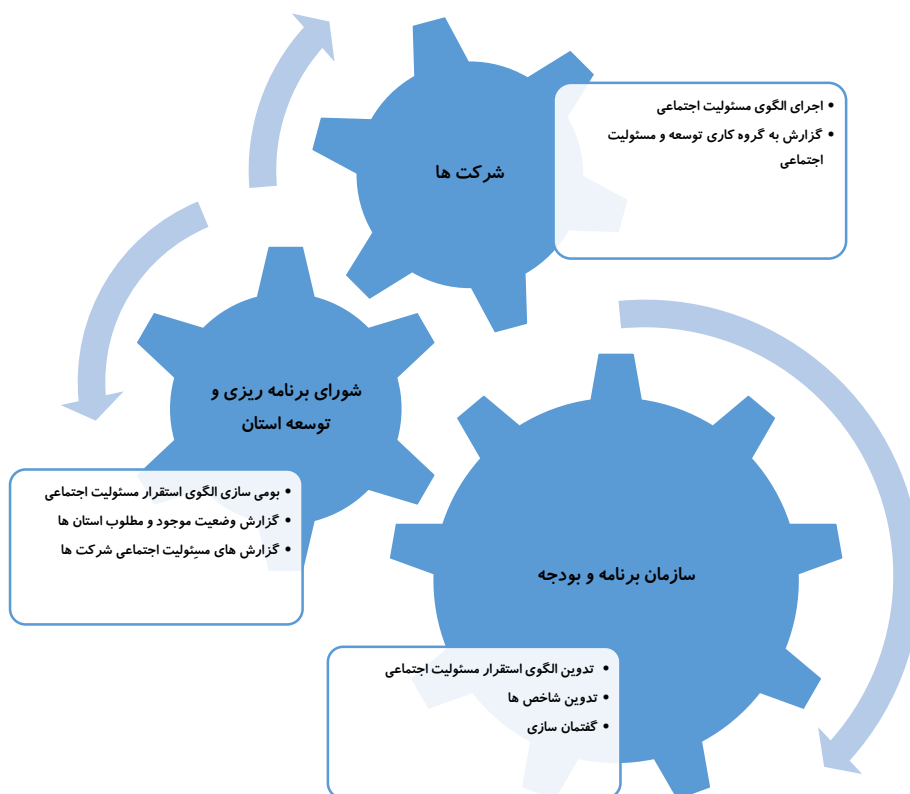 شرکت ها
• اجرای الگوی مسئولیت اجتماعی
• گزارش به گروه کاری توسعه و مسئولیت
اجتماعی
شورای برنامه ریزی و
توسعه استان
• بومی سازی الگوی استقرار مسئولیت اجتماعی
• گزارش وضعیت موجود و مطلوب استان ها
• گزارش های مسِئولیت اجتماعی شرکت ها
سازمان برنامه و بودجه
• تدوین الگوی استقرار مسئولیت اجتماعی
• تدوین شاخص ها
• گفتمان سازی